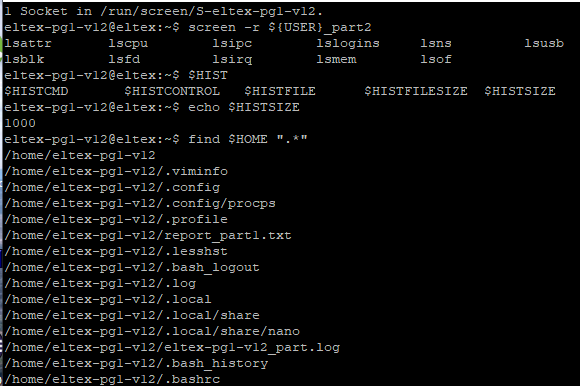 1 Socket in /run/screen/S-eltex-pg1-v12.
eltex-pg1-v12@eltex:~$ screen -r ${USER}_part2
lsattr lscpu lsipc lslogins lsns lsusb
lsblk lsfd lsirq lsmem lsof
eltex-pg1-v12@eltex:~$ $HIST
$HISTCMD $HISTCONTROL $HISTFILE $HISTFILESIZE $HISTSIZE
eltex-pg1-v12@eltex:~$ echo $HISTSIZE
1000
eltex-pg1-v12@eltex:~$ find $HOME ".*"
/home/eltex-pg1-v12
/home/eltex-pg1-v12/.viminfo
/home/eltex-pg1-v12/.config
/home/eltex-pg1-v12/.config/procps
/home/eltex-pg1-v12/.profile
/home/eltex-pg1-v12/report_part1.txt
/home/eltex-pg1-v12/.lesshst
/home/eltex-pg1-v12/.bash_logout
/home/eltex-pg1-v12/.log
/home/eltex-pg1-v12/.local
/home/eltex-pg1-v12/.local/share
/home/eltex-pg1-v12/.local/share/nano
/home/eltex-pg1-v12/eltex-pg1-v12_part.log
/home/eltex-pg1-v12/.bash_history
/home/eltex-pg1-v12/.bashrc